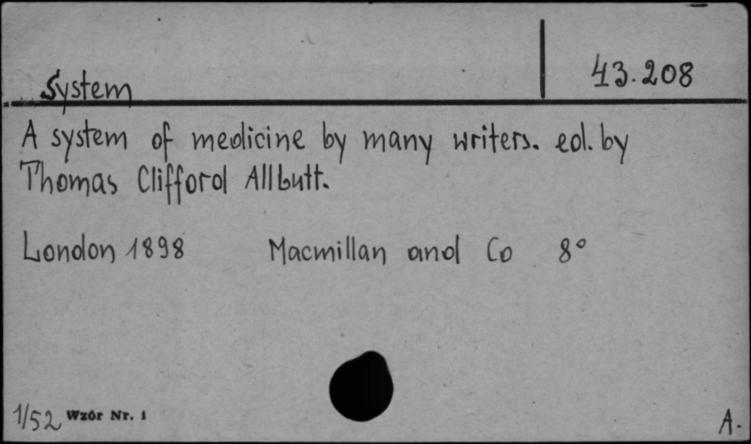 System
43.208
A system of medicine by many writers. ed. by
Thomas Clifford Allbutt.
London 1898 Macmillan and Co 8°
1/52 Wzór Nr. 1
A.